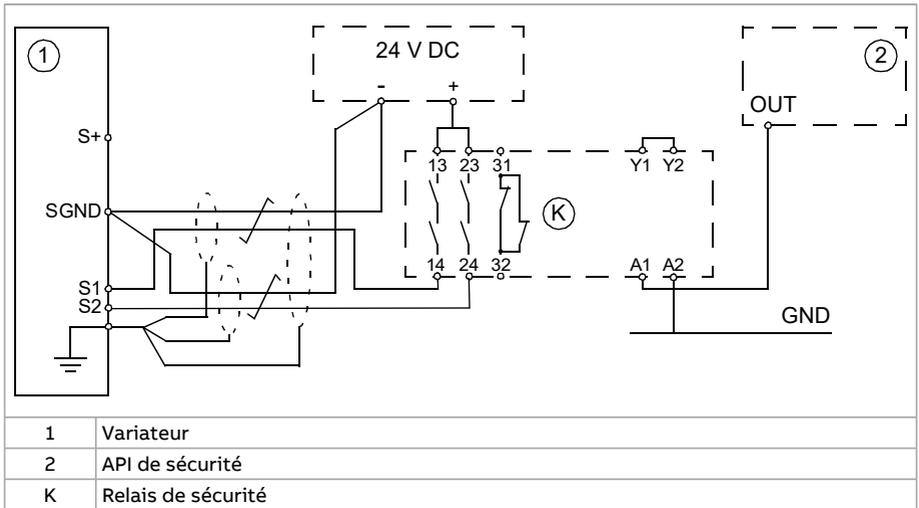 24 V DC
- +
1
2
OUT
S+
13 23 31
Y1 Y2
SGND
K
14 24 32
A1 A2
S1
S2
GND
1 Variateur
2 API de sécurité
K Relais de sécurité